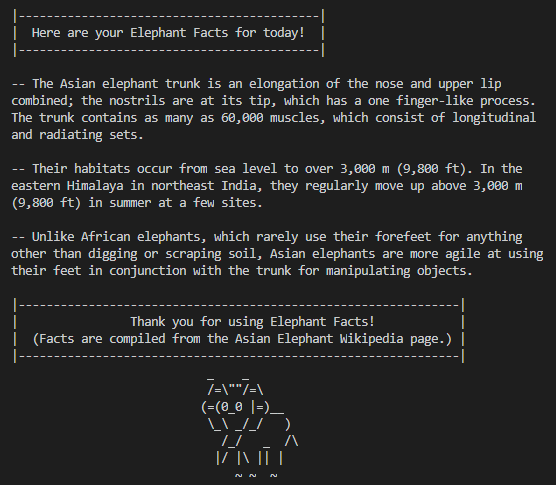 |-----------------------------------------|
|  Here are your Elephant Facts for today!  |
|-----------------------------------------|
-- The Asian elephant trunk is an elongation of the nose and upper lip
combined; the nostrils are at its tip, which has a one finger-like process.
The trunk contains as many as 60,000 muscles, which consist of longitudinal
and radiating sets.
-- Their habitats occur from sea level to over 3,000 m (9,800 ft). In the
eastern Himalaya in northeast India, they regularly move up above 3,000 m
(9,800 ft) in summer at a few sites.
-- Unlike African elephants, which rarely use their forefeet for anything
other than digging or scraping soil, Asian elephants are more agile at using
their feet in conjunction with the trunk for manipulating objects.
|-----------------------------------------------------------|
|               Thank you for using Elephant Facts!           |
|  (Facts are compiled from the Asian Elephant Wikipedia page.) |
|-----------------------------------------------------------|
   _    _
  /=\""/=\
 (=(0_0 |=)__
  \_\ _/_/   )
    /_/   _  /\
   |/ |\ || |
      ~ ~  ~